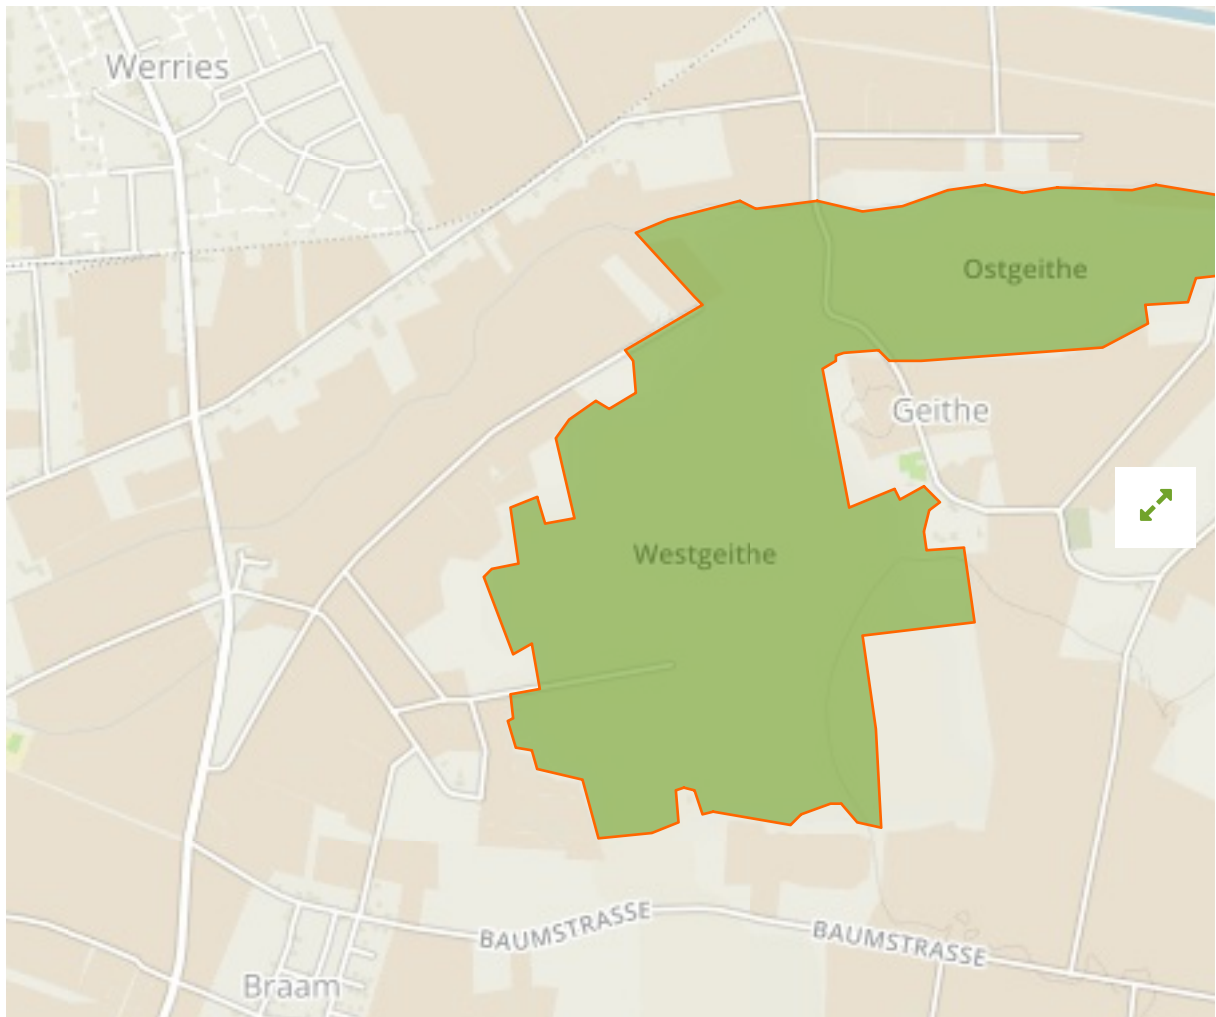 Werries
Ostgeithe
Geithe
Westgeithe
BAUMSTRASSE
BAUMSTRASSE
Braam